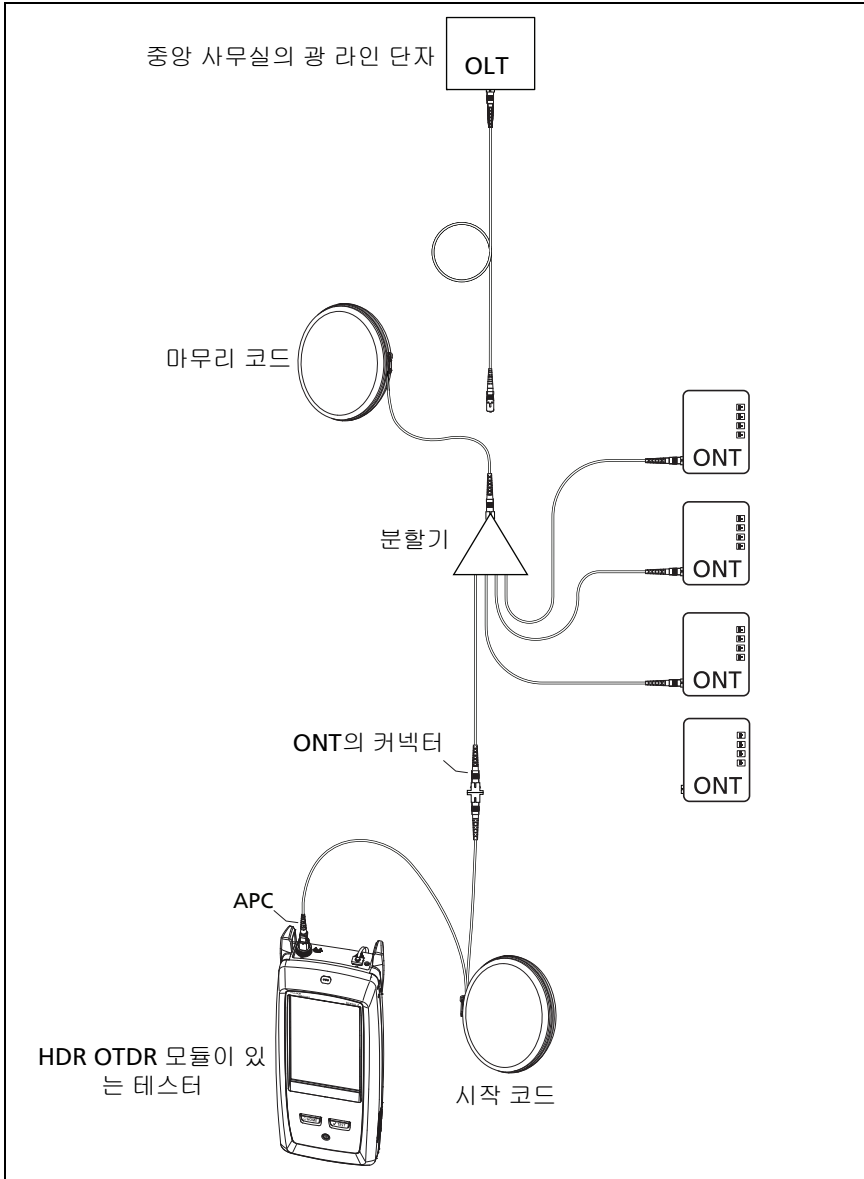 중앙 사무실의 광 라인 단자
OLT
마무리 코드
ONT
분할기
ONT
ONT
ONT의 커넥터
ONT
APC
HDR OTDR 모듈이 있
는 테스터
시작 코드